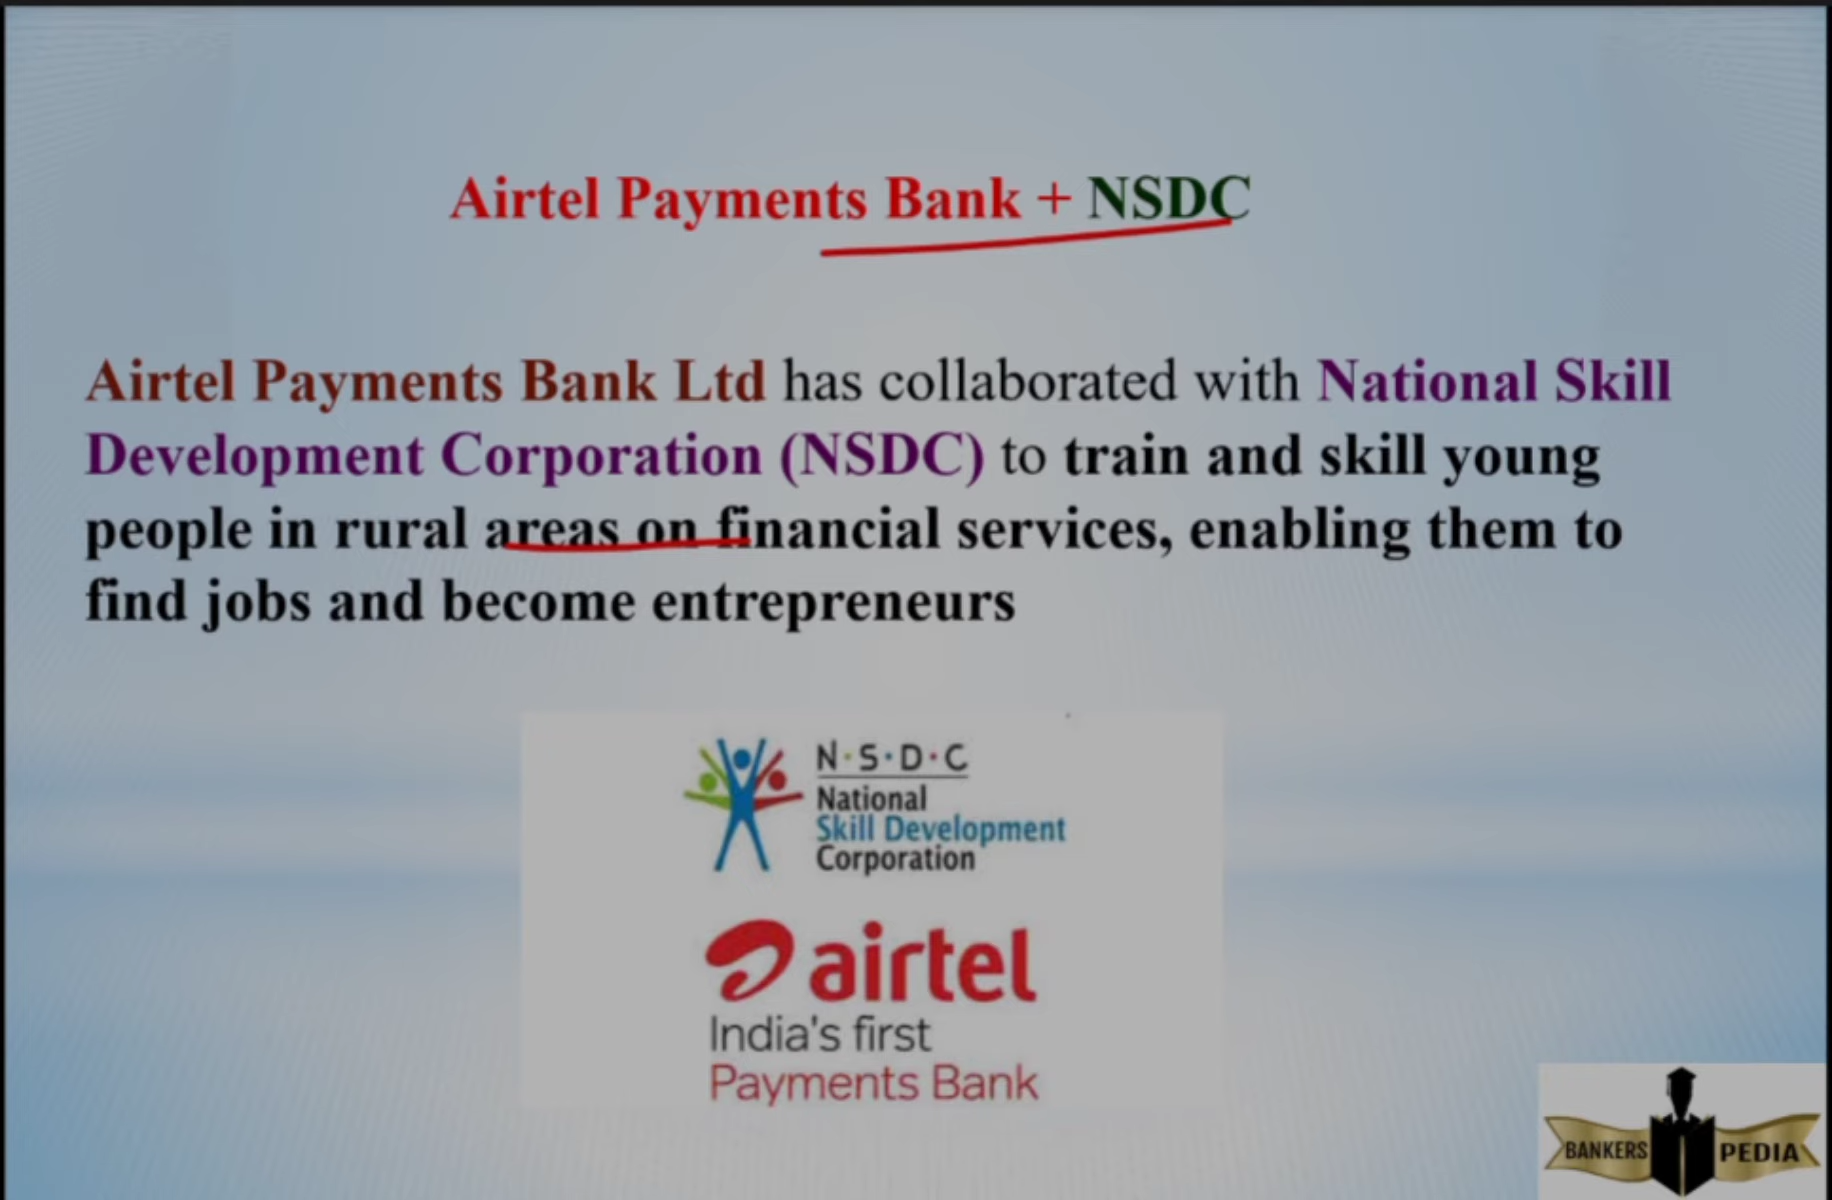 Airtel Payments Bank + NSDC
Airtel Payments Bank Ltd has collaborated with National Skill
Development Corporation (NSDC) to train and skill young
people in rural areas on financial services, enabling them to
find jobs and become entrepreneurs
N·S·D·C
National
Skill Development
Corporation
airtel
India's first
Payments Bank
BANKERS PEDIA